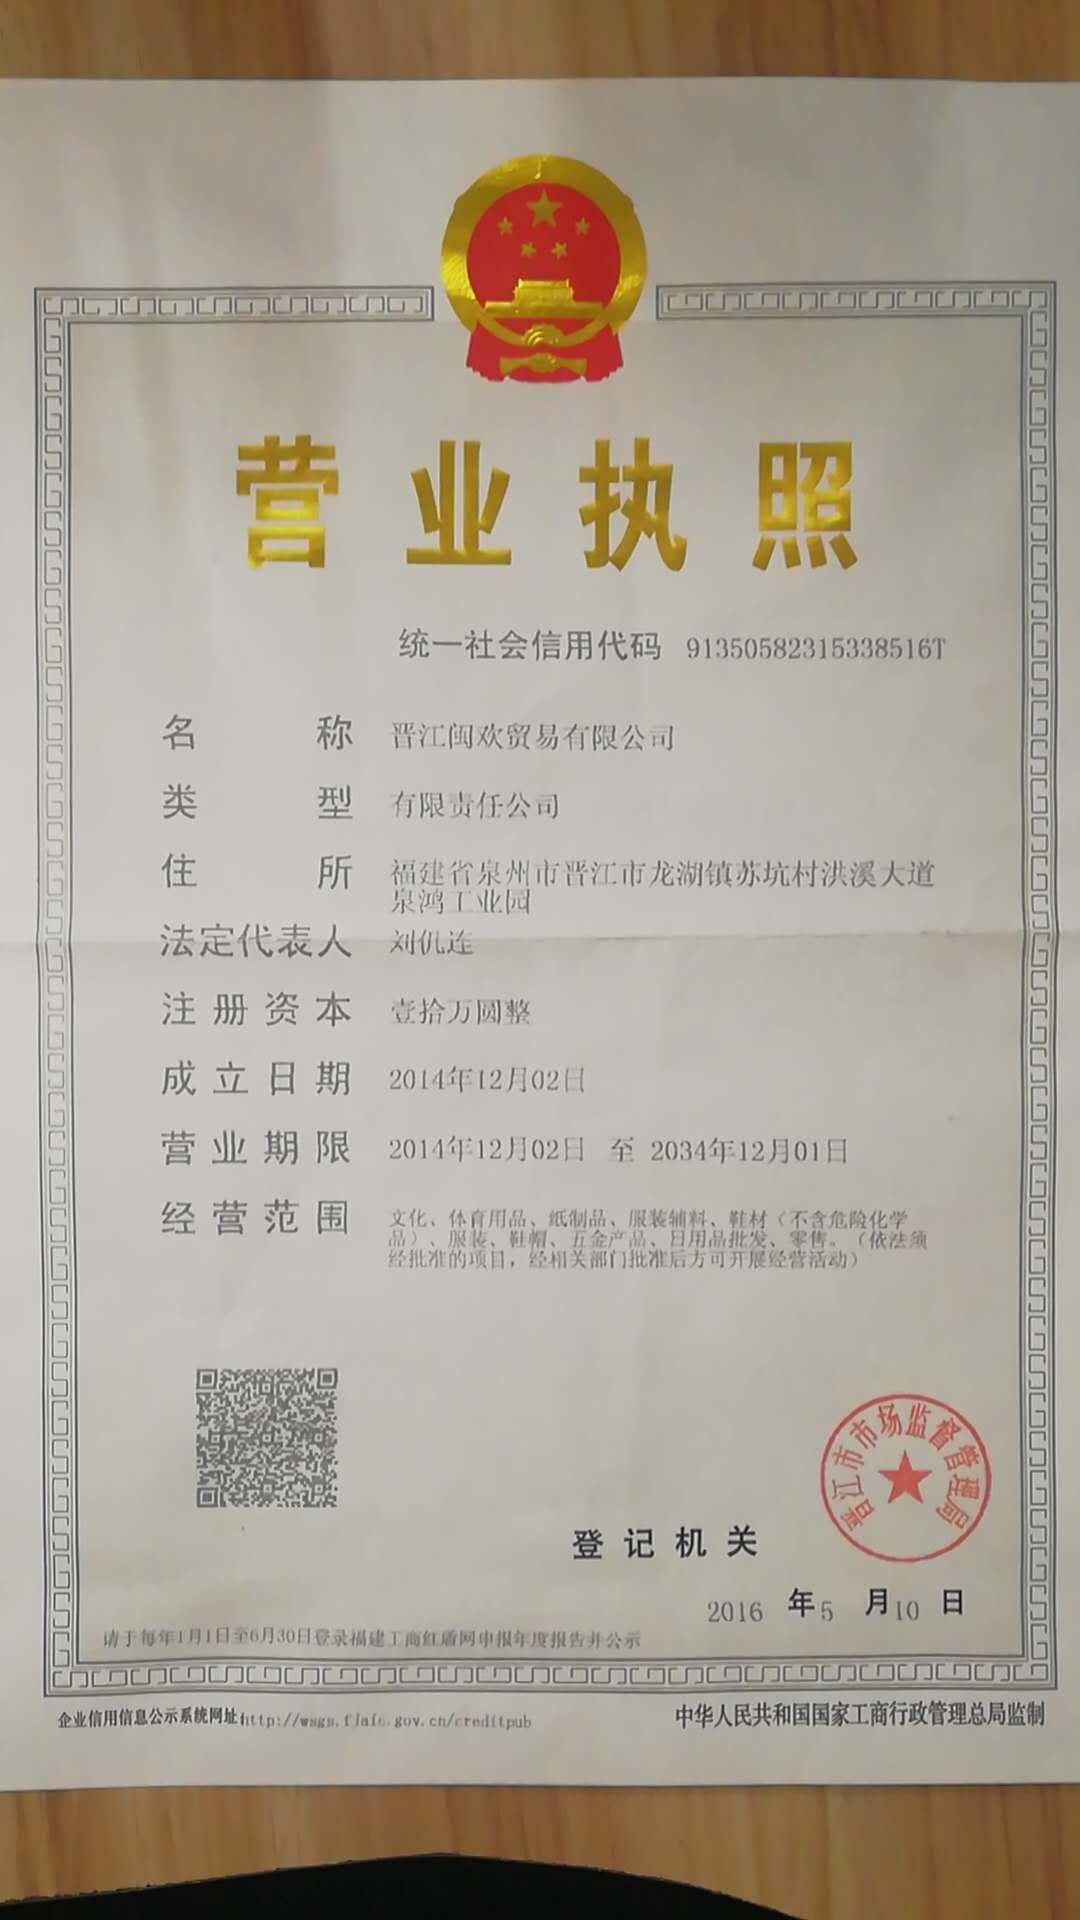 营业执照
统一社会信用代码 91350582315338516T
名称 晋江闽欢贸易有限公司
类型 有限责任公司
住所 福建省泉州市晋江市龙湖镇苏坑村洪溪大道
泉鸿工业园
法定代表人 刘仉连
注册资本 壹拾万圆整
成立日期 2014年12月02日
营业期限 2014年12月02日 至 2034年12月01日
经营范围 文化、体育用品、纸制品、服装辅料、鞋材（不含危险化学
品）、服装、鞋帽、五金产品、日用品批发、零售。（依法须
经批准的项目，经相关部门批准后方可开展经营活动）
晋江市市场监督管理局
登记机关
2016年5月10日
请于每年1月1日至6月30日登录福建工商红盾网申报年度报告并公示
企业信用信息公示系统网址:http://wsgs.fjaic.gov.cn/creditpub
中华人民共和国国家工商行政管理总局监制